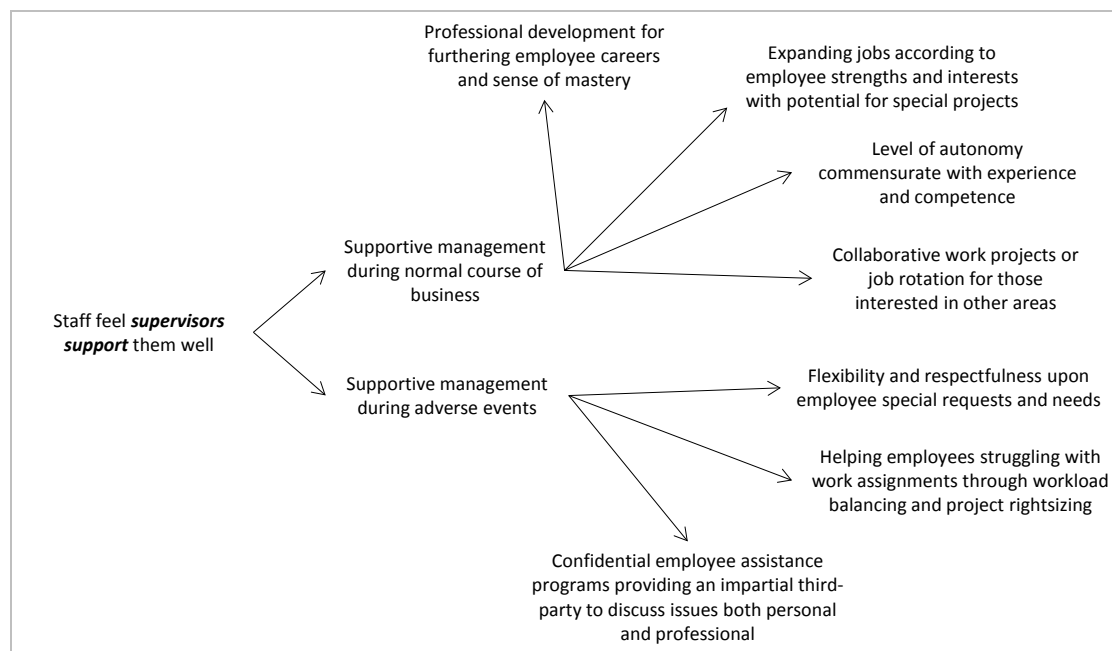 Professional development for
furthering employee careers
and sense of mastery
Expanding jobs according to
employee strengths and interests
with potential for special projects
Level of autonomy
commensurate with experience
and competence
Supportive management
during normal course of
business
Collaborative work projects or
job rotation for those
interested in other areas
Staff feel supervisors
support them well
Supportive management
during adverse events
Flexibility and respectfulness upon
employee special requests and needs
Helping employees struggling with
work assignments through workload
balancing and project rightsizing
Confidential employee assistance
programs providing an impartial third-
party to discuss issues both personal
and professional